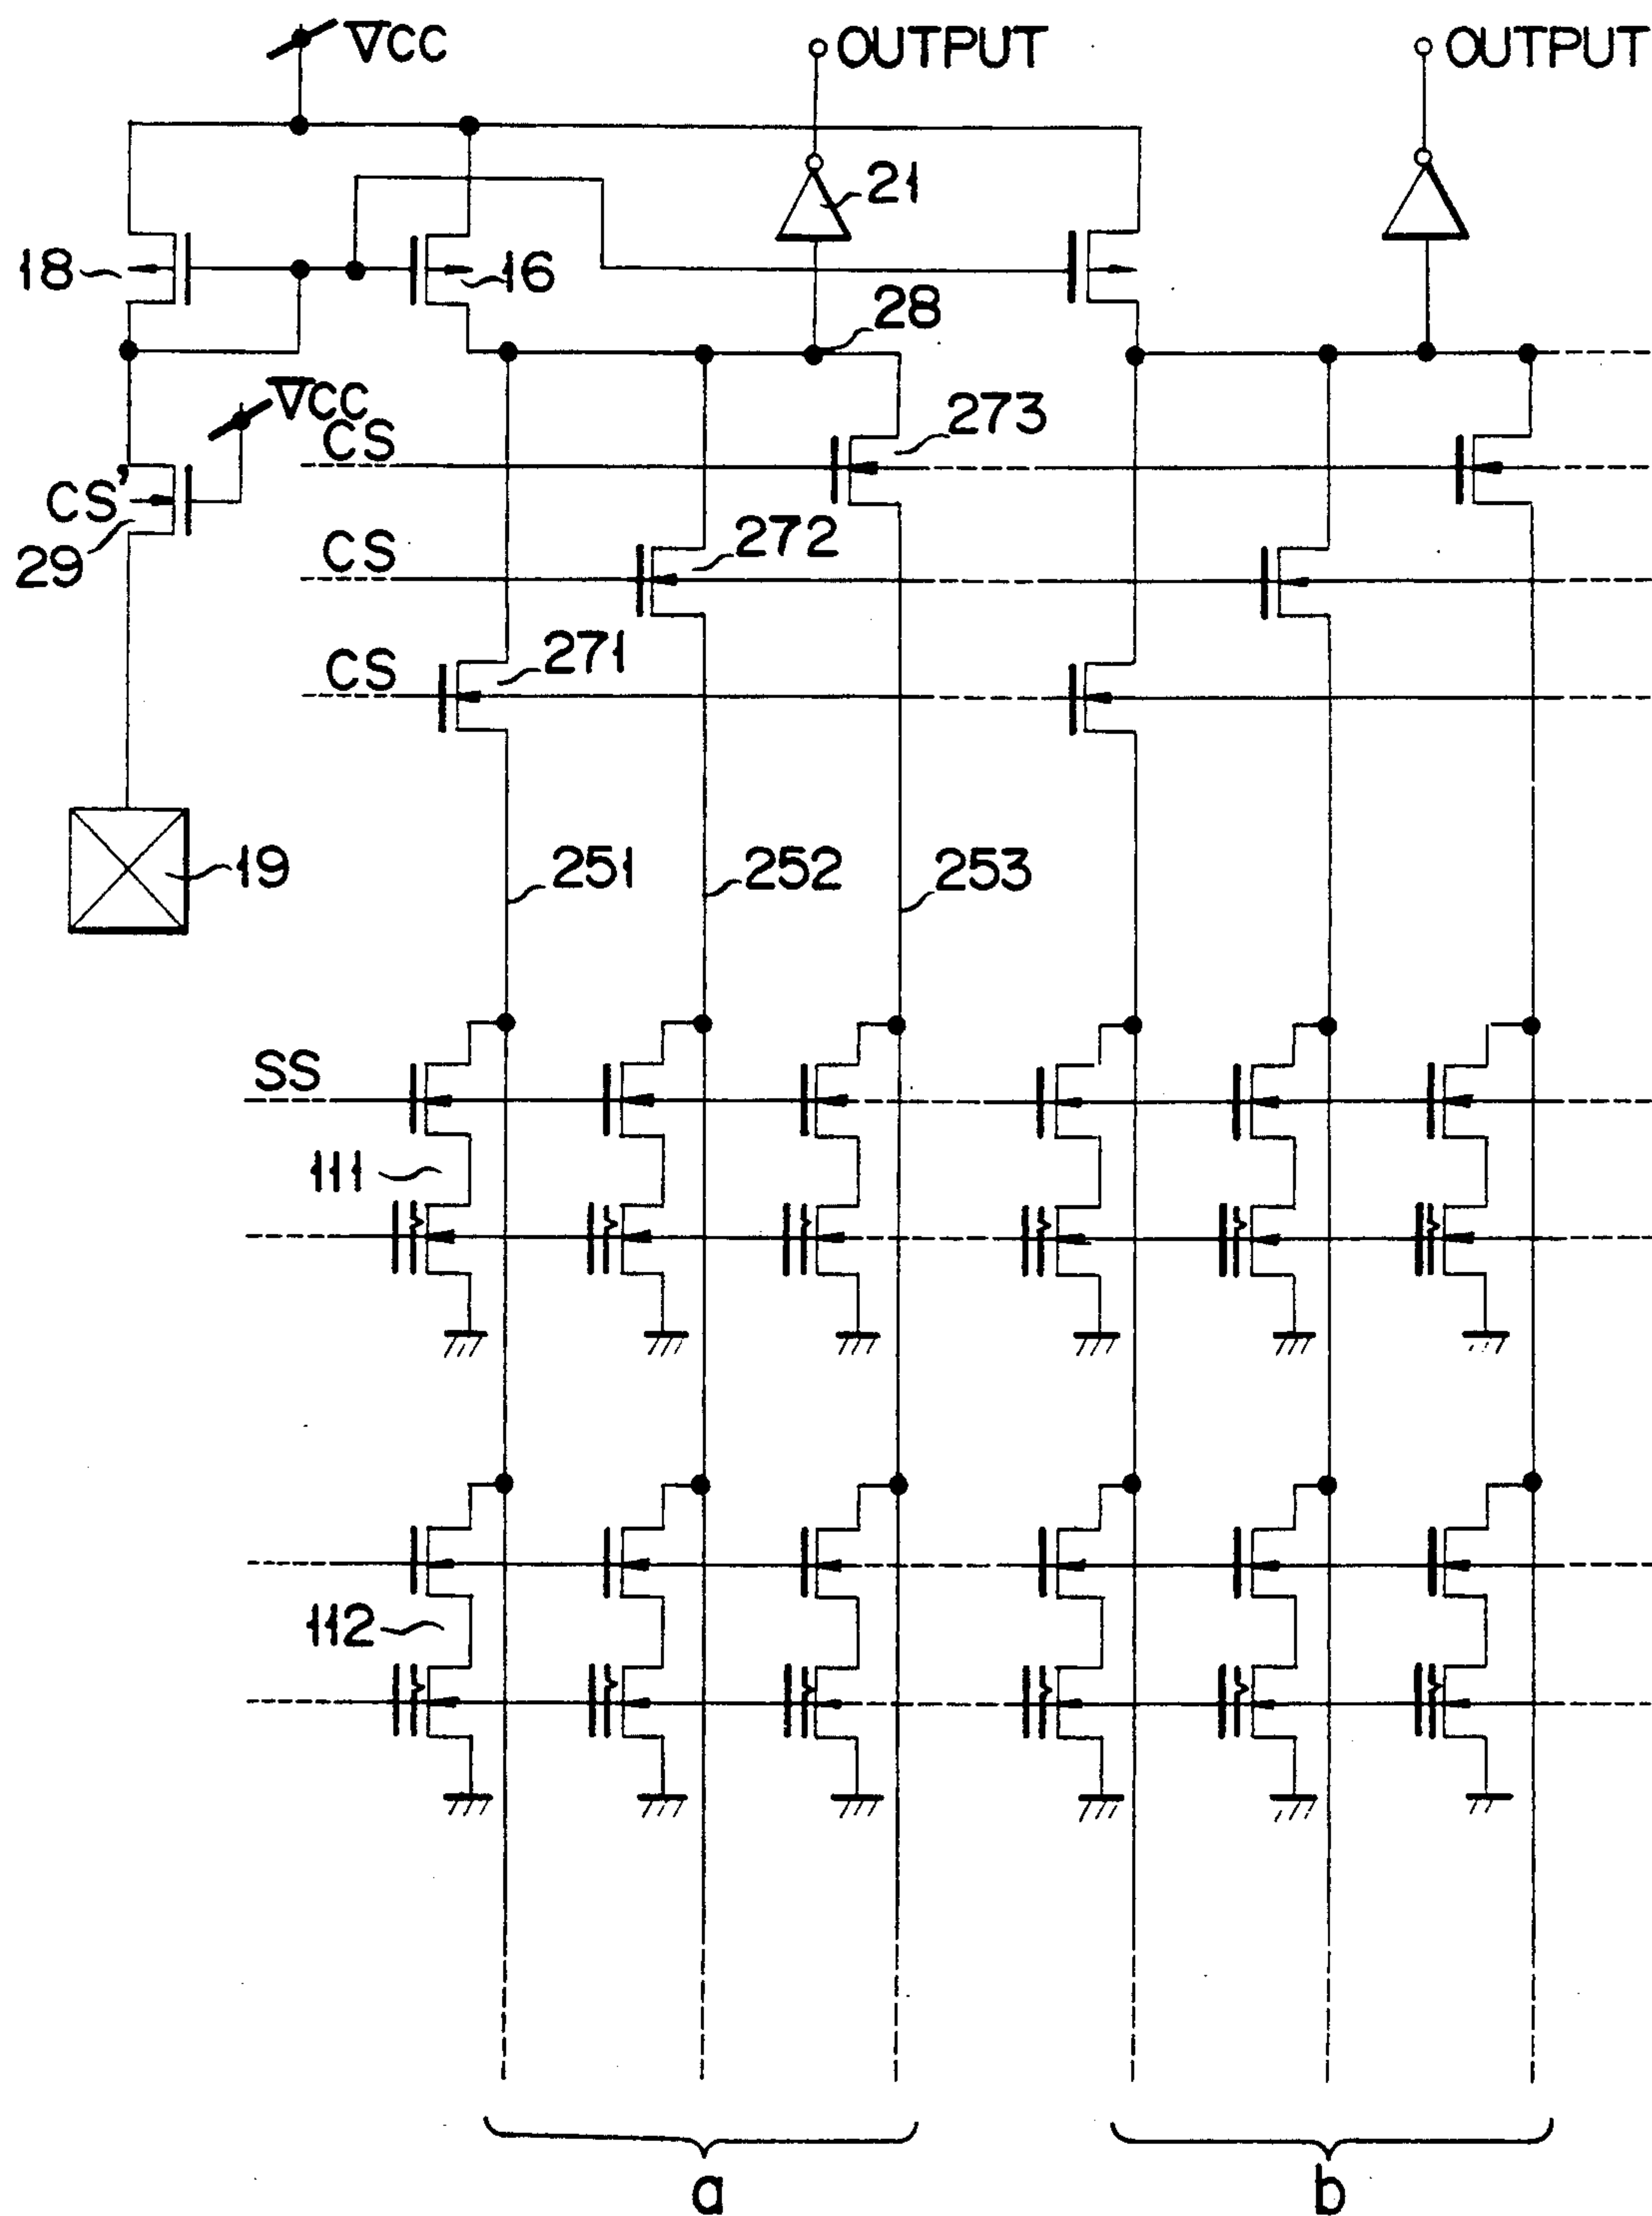 VCC
OUTPUT
OUTPUT
21
18
16
28
VCC
CS
273
CS'
29
CS
272
CS
271
19
251
252
253
SS
111
112
a
b